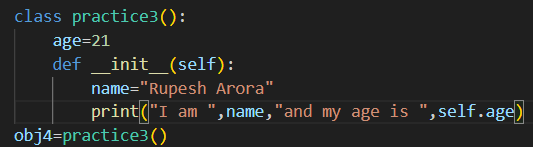 class practice3():
    age=21
    def __init__(self):
        name="Rupesh Arora"
        print("I am ",name,"and my age is ",self.age)
obj4=practice3()